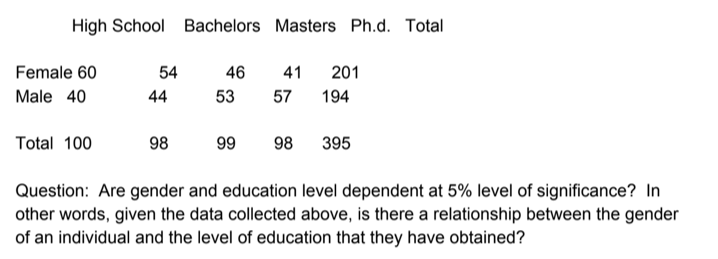 High School Bachelors Masters Ph.d. Total
Female 60 54 46 41 201
Male 40 44 53 57 194
Total 100 98 99 98 395
Question: Are gender and education level dependent at 5% level of significance? In
other words, given the data collected above, is there a relationship between the gender
of an individual and the level of education that they have obtained?